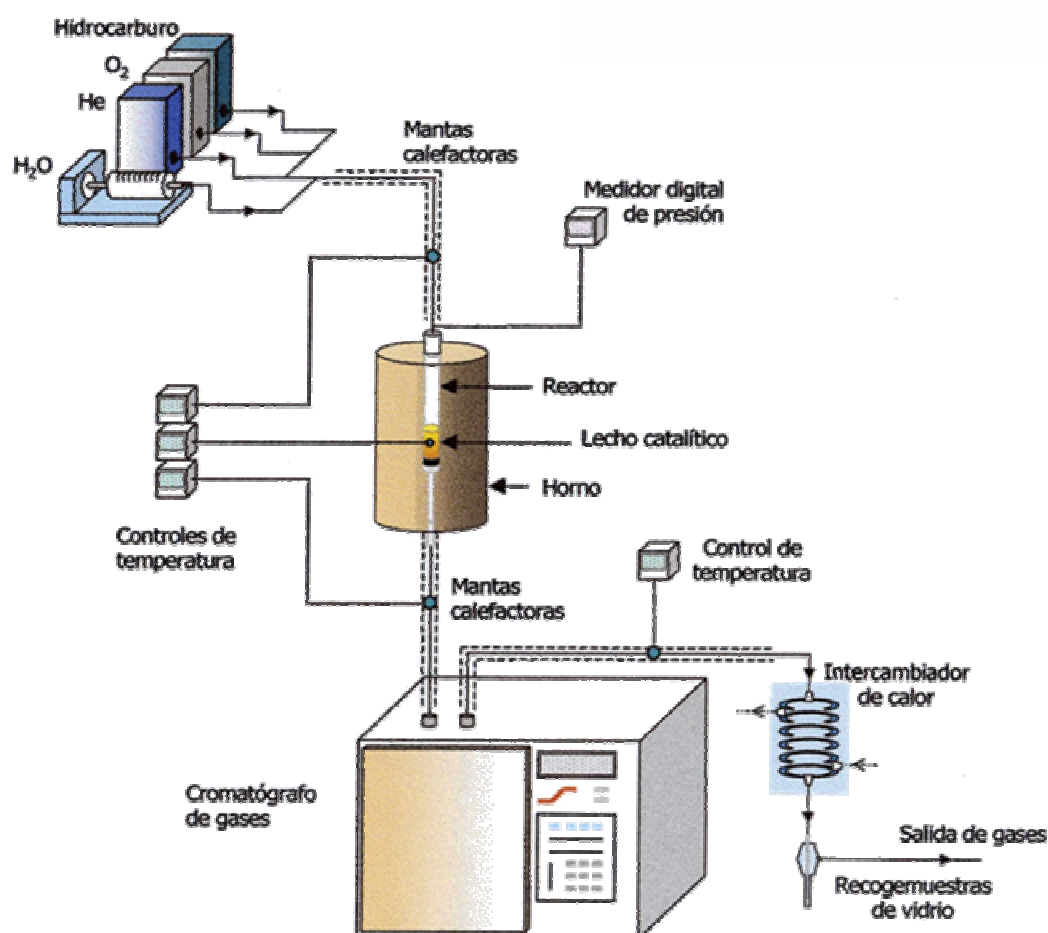 Hidrocarburo
O₂
He
H₂O
Mantas
calefactoras
Medidor digital
de presión
Reactor
Lecho catalítico
Horno
Controles de
temperatura
Control de
temperatura
Mantas
calefactoras
Intercambiador
de calor
Cromatógrafo
de gases
Salida de gases
Recogemuestras
de vidrio